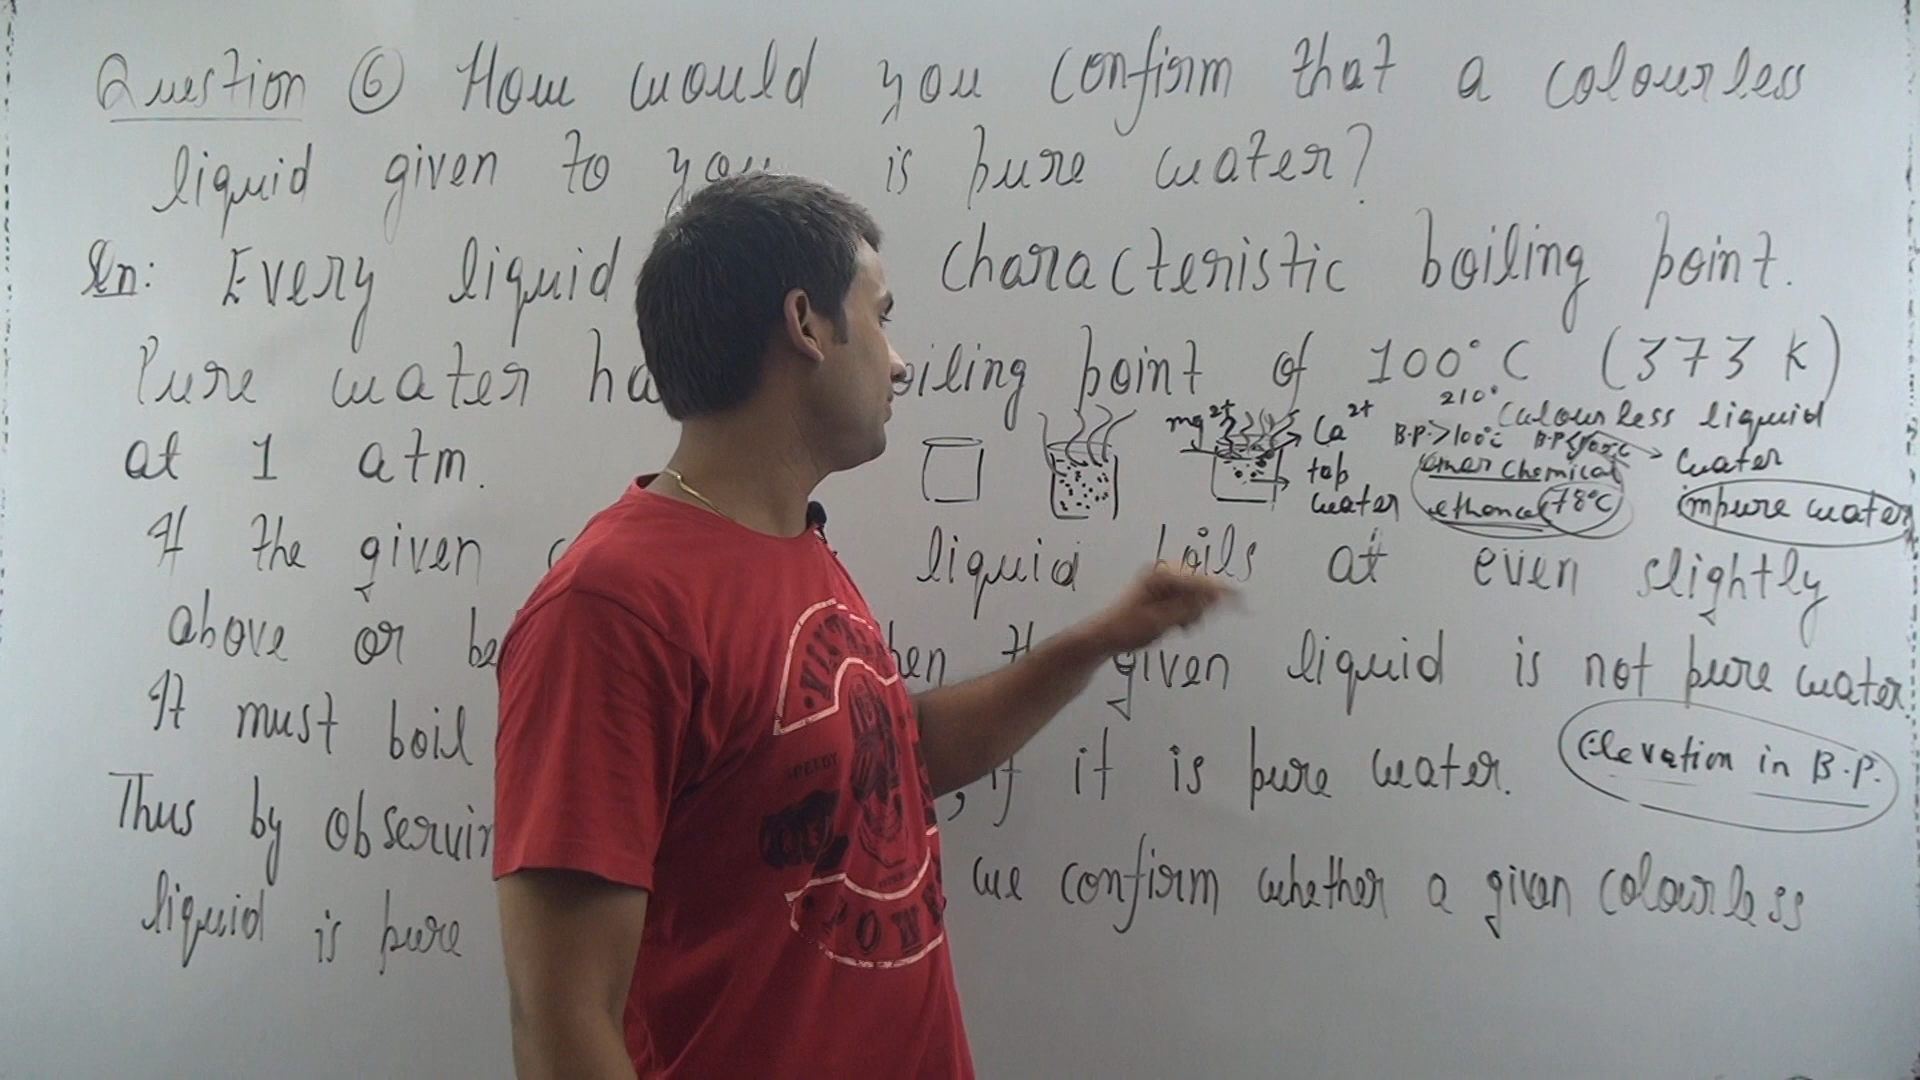 Question ⑥ How would you confirm that a colourless
liquid given to you is pure water?
Sn: Every liquid characteristic boiling point.
Pure water ha oiling point of 100°C (373 K)
at 1 atm.
mg2+ Ca2+
tap
water
210°
B.P.>100°C
other chemical
ethanol 78°C
colourless liquid
water
impure water
If the given liquid boils at even slightly
above or be hen given liquid is not pure water.
It must boil , if it is pure water.
Elevation in B.P.
Thus by observin we confirm whether a given colourless
liquid is pure